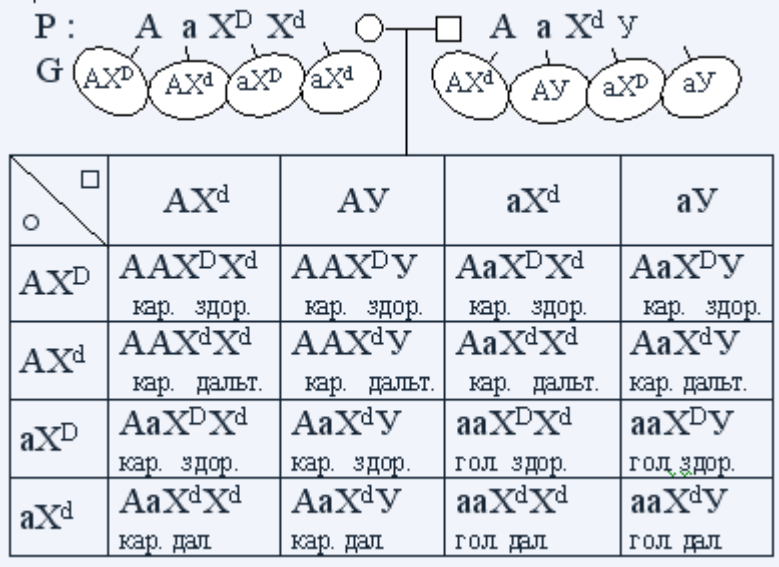 P : A a X^D X^d A a X^d У
G AX^D AX^d aX^D aX^d AX^d AУ aX^D aУ
AX^d AУ aX^d aУ
AX^D AAX^DX^d AAX^DУ AaX^DX^d AaX^DУ
кар. здор. кар. здор. кар. здор. кар. здор.
AX^d AAX^dX^d AAX^dУ AaX^dX^d AaX^dУ
кар. дальт. кар. дальт. кар. дальт. кар. дальт.
aX^D AaX^DX^d AaX^dУ aaX^DX^d aaX^DУ
кар. здор. кар. здор. гол. здор. гол. здор.
aX^d AaX^dX^d AaX^dУ aaX^dX^d aaX^dУ
кар. дал кар. дал гол. дал гол. дал